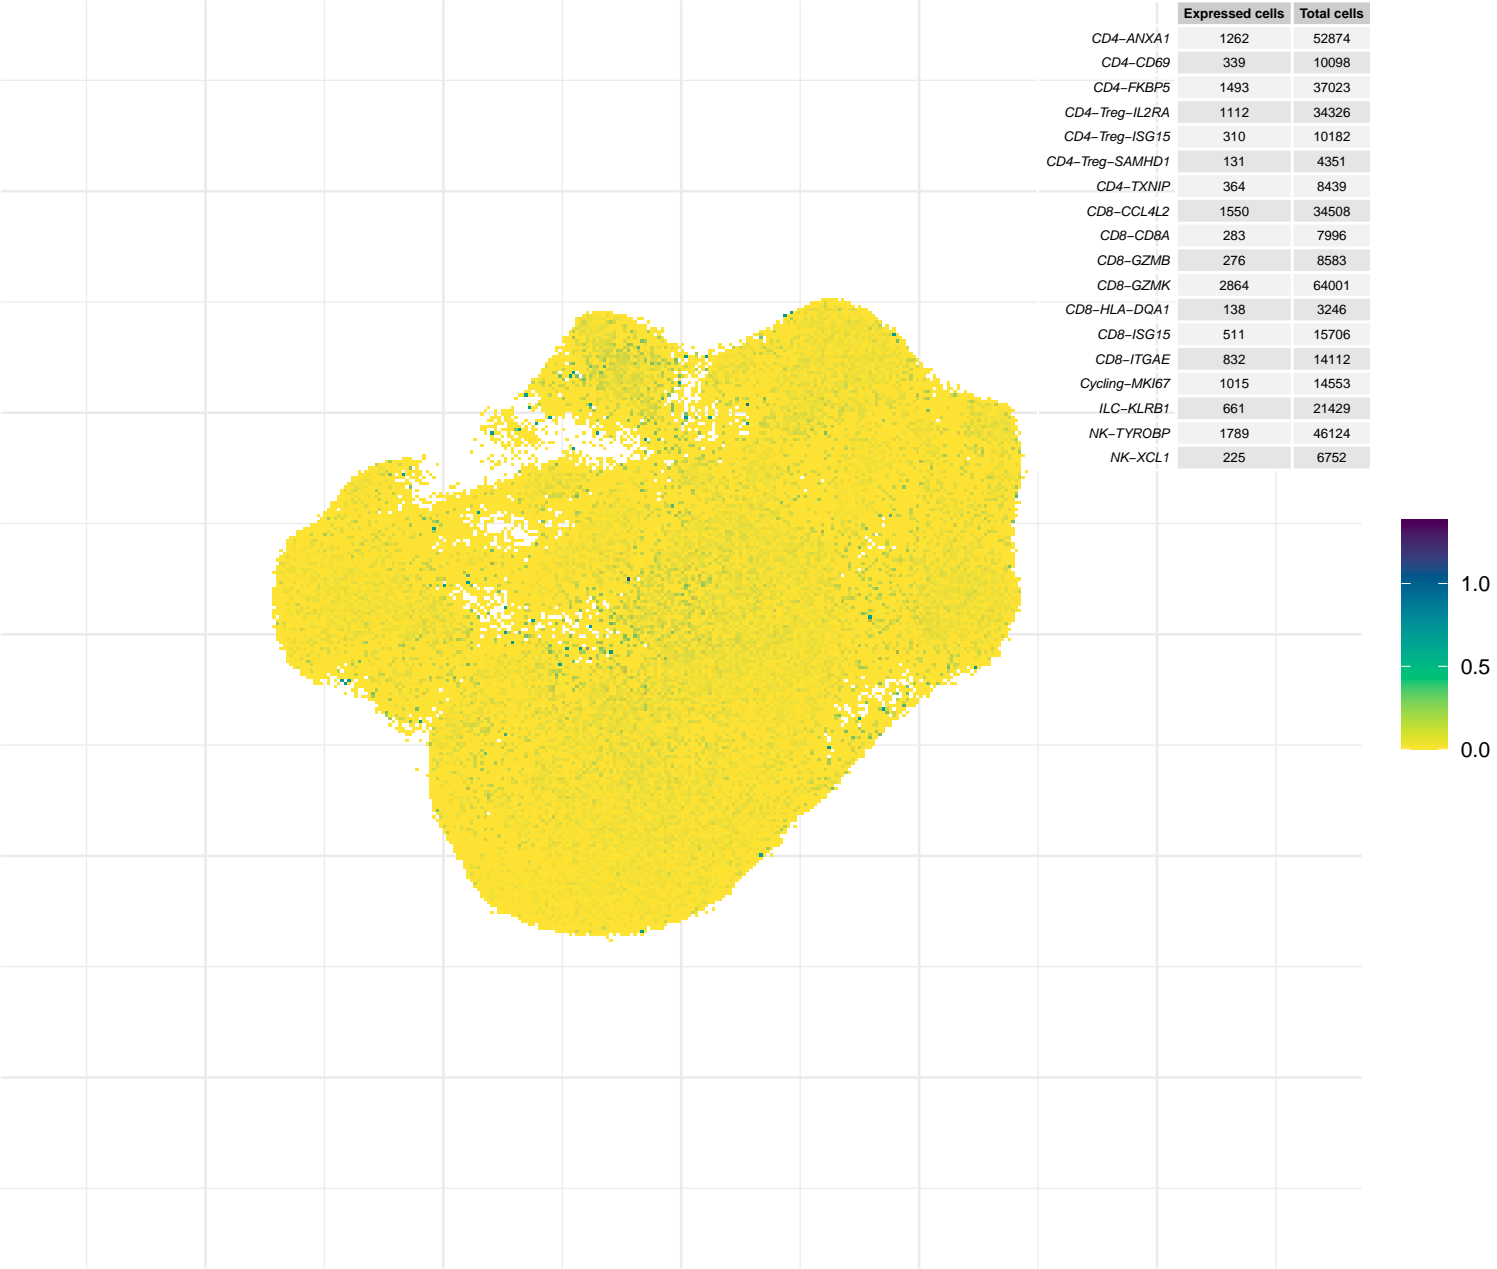 Expressed cells Total cells
CD4−ANXA1 1262 52874
CD4−CD69 339 10098
CD4−FKBP5 1493 37023
CD4−Treg−IL2RA 1112 34326
CD4−Treg−ISG15 310 10182
CD4−Treg−SAMHD1 131 4351
CD4−TXNIP 364 8439
CD8−CCL4L2 1550 34508
CD8−CD8A 283 7996
CD8−GZMB 276 8583
CD8−GZMK 2864 64001
CD8−HLA−DQA1 138 3246
CD8−ISG15 511 15706
CD8−ITGAE 832 14112
Cycling−MKI67 1015 14553
ILC−KLRB1 661 21429
NK−TYROBP 1789 46124
NK−XCL1 225 6752
1.0
0.5
0.0